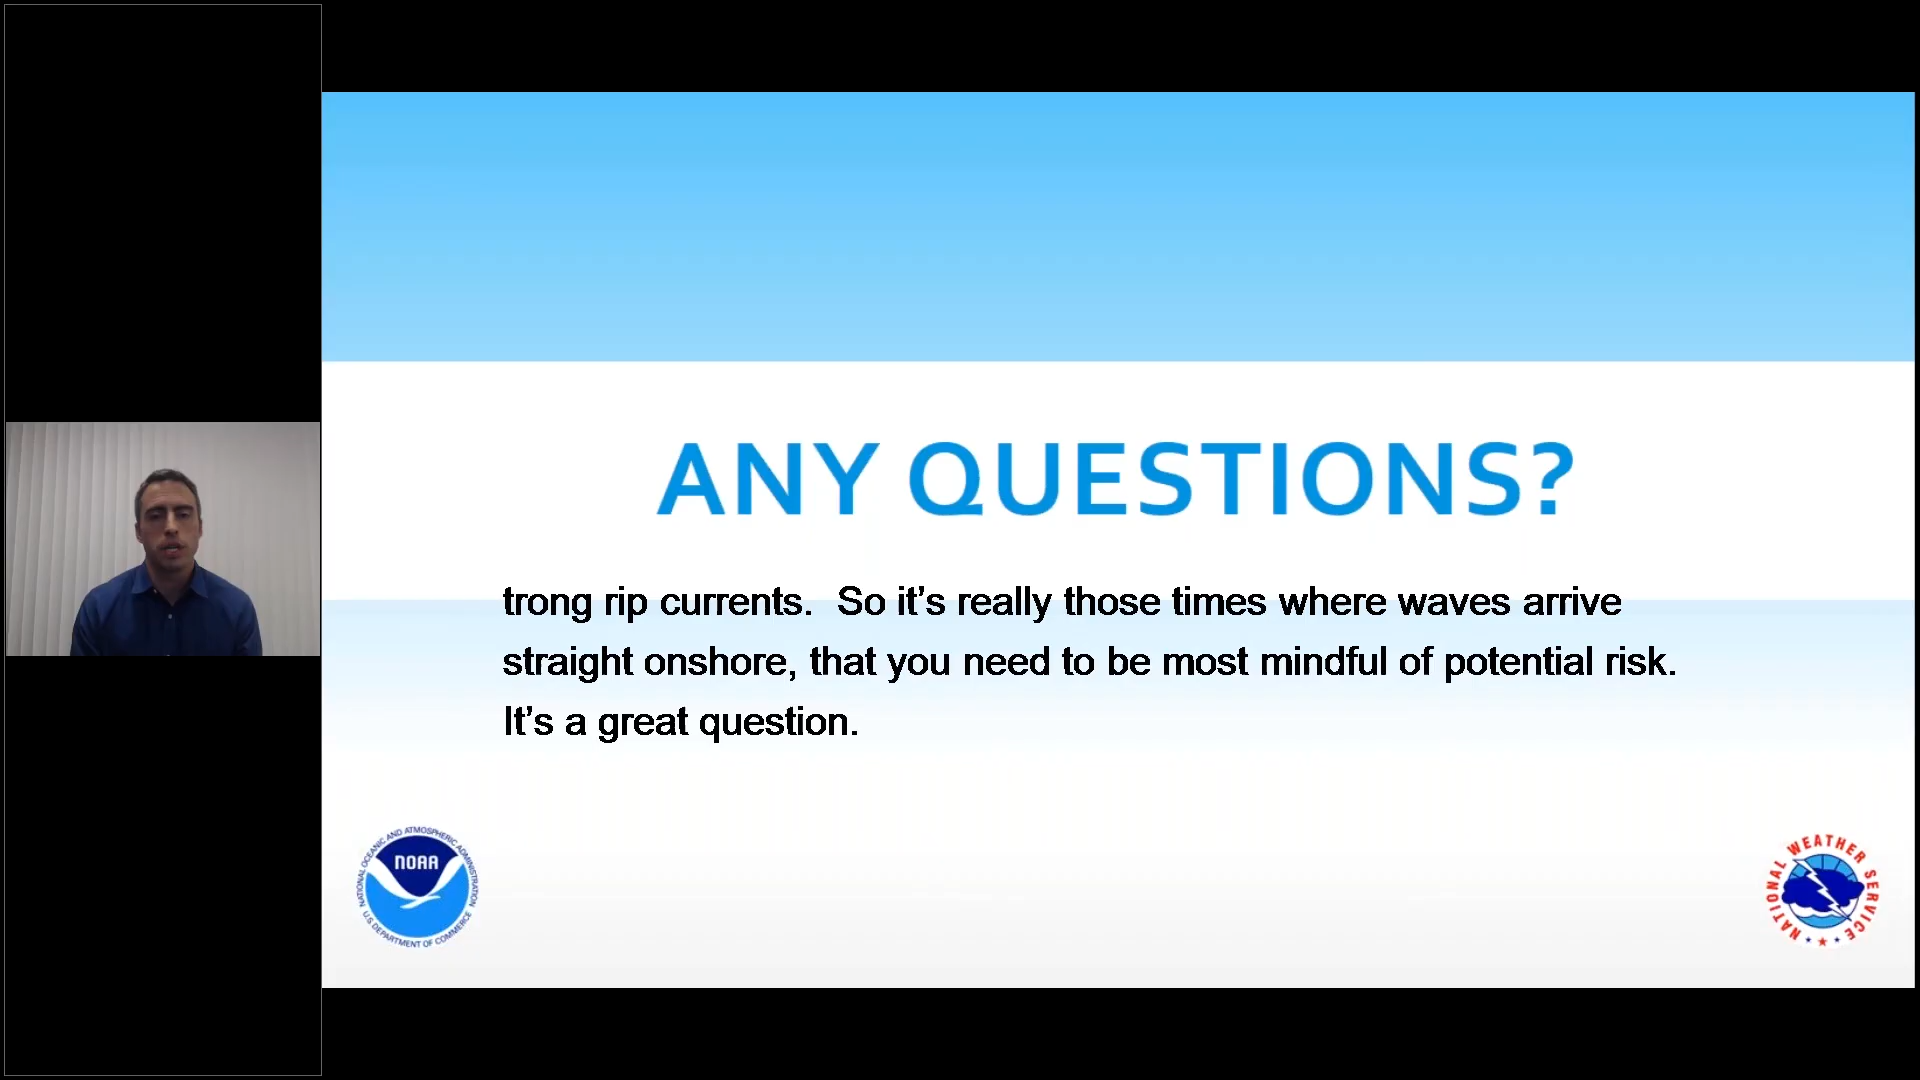 ANY QUESTIONS?
trong rip currents.  So it’s really those times where waves arrive
straight onshore, that you need to be most mindful of potential risk.
It’s a great question.
NATIONAL OCEANIC AND ATMOSPHERIC ADMINISTRATION
NOAA
U.S. DEPARTMENT OF COMMERCE
NATIONAL WEATHER SERVICE